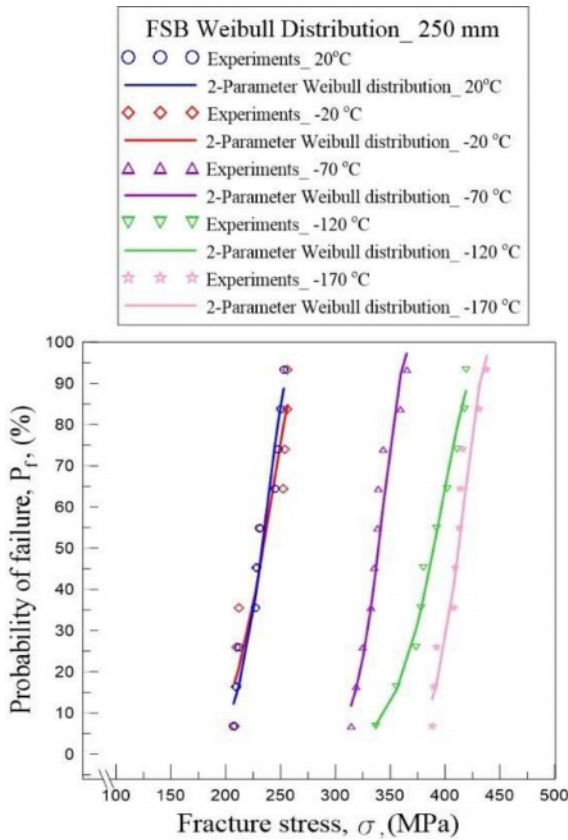 FSB Weibull Distribution_ 250 mm
Experiments_ 20°C
2-Parameter Weibull distribution_ 20°C
Experiments_ -20 °C
2-Parameter Weibull distribution_ -20 °C
Experiments_ -70 °C
2-Parameter Weibull distribution_ -70 °C
Experiments_ -120 °C
2-Parameter Weibull distribution_ -120 °C
Experiments_ -170 °C
2-Parameter Weibull distribution_ -170 °C
Probability of failure, P_f, (%)
100
90
80
70
60
50
40
30
20
10
0
100 150 200 250 300 350 400 450 500
Fracture stress, σ, (MPa)